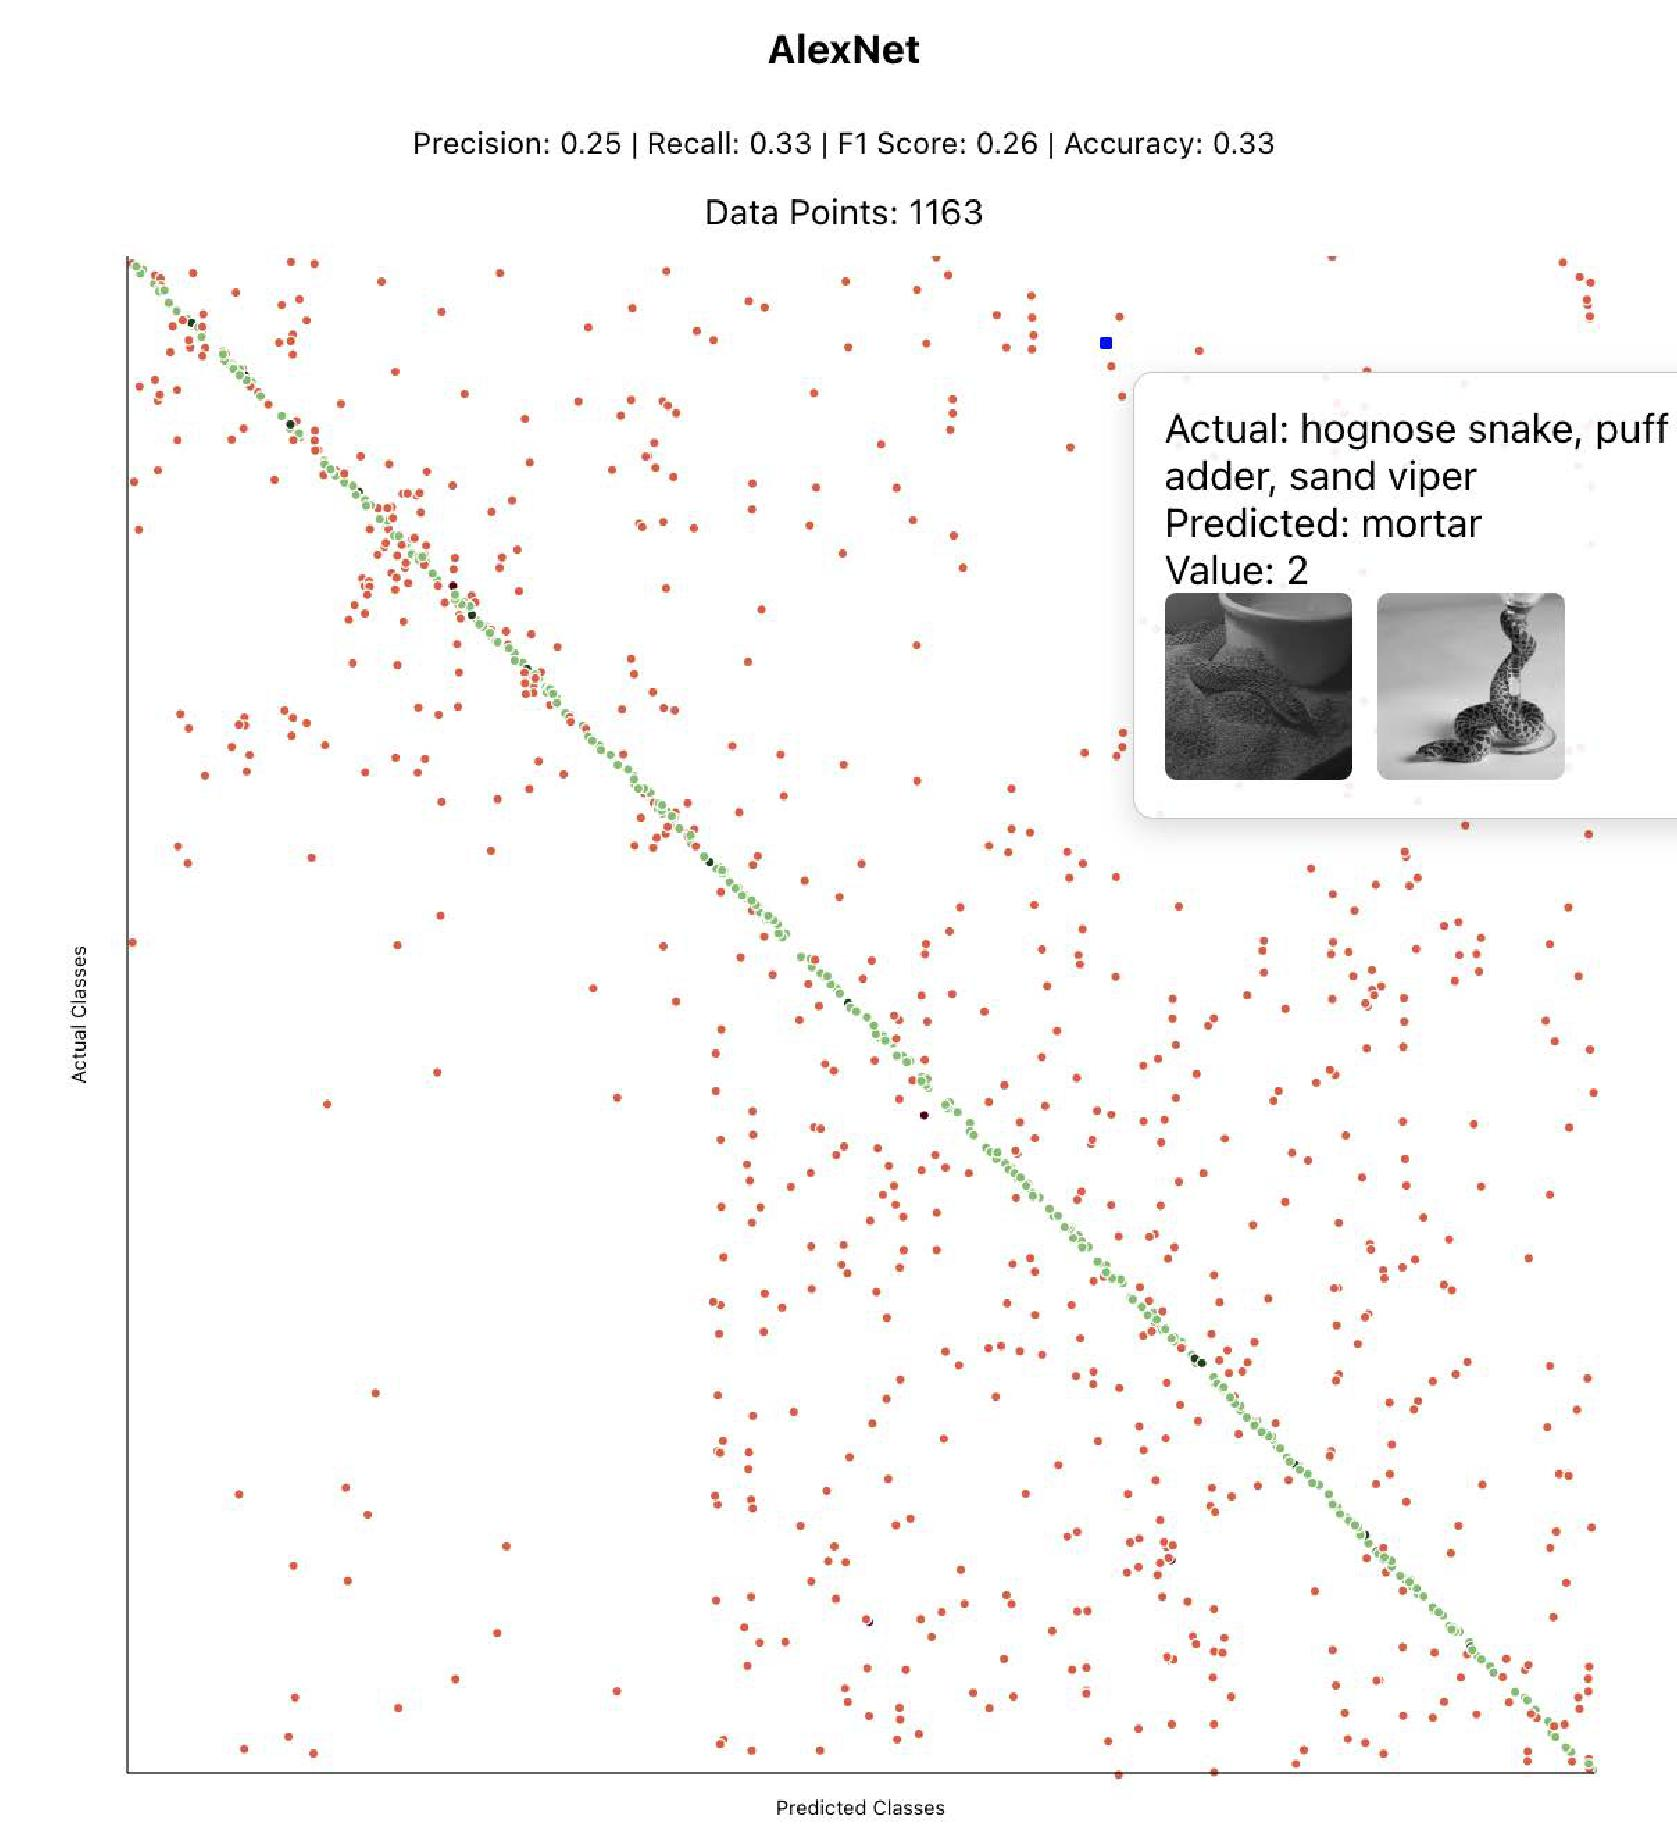 AlexNet
Precision: 0.25 | Recall: 0.33 | F1 Score: 0.26 | Accuracy: 0.33
Data Points: 1163
Actual: hognose snake, puff
adder, sand viper
Predicted: mortar
Value: 2
Actual Classes
Predicted Classes